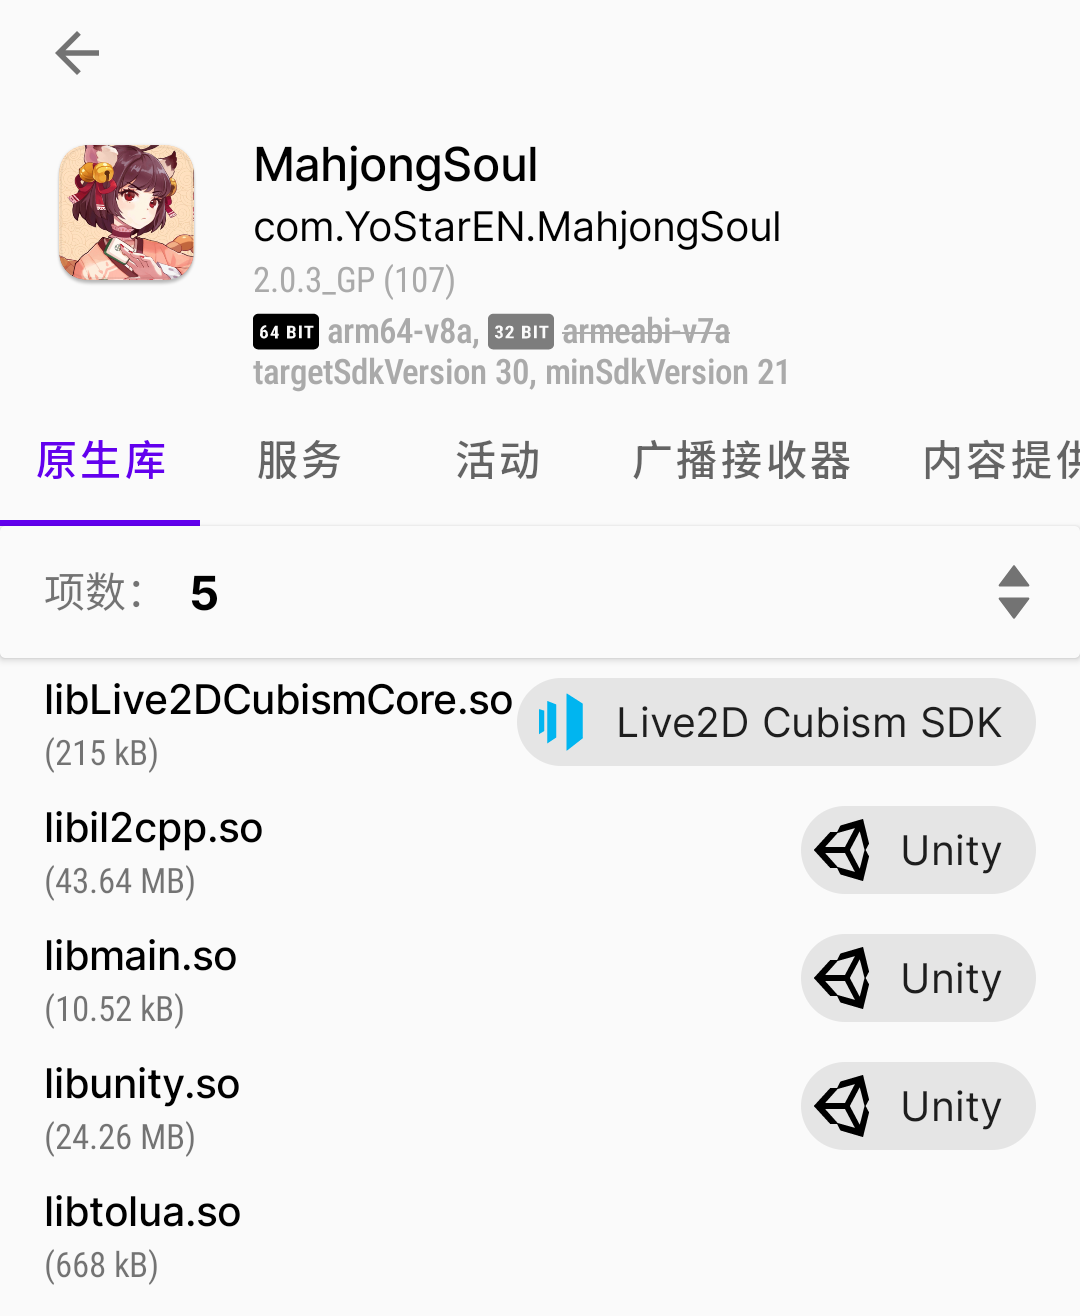 MahjongSoul
com.YoStarEN.MahjongSoul
2.0.3_GP (107)
64 BIT arm64-v8a, 32 BIT armeabi-v7a
targetSdkVersion 30, minSdkVersion 21
原生库 服务 活动 广播接收器 内容提供
项数： 5
libLive2DCubismCore.so
(215 kB)
Live2D Cubism SDK
libil2cpp.so
(43.64 MB)
Unity
libmain.so
(10.52 kB)
Unity
libunity.so
(24.26 MB)
Unity
libtolua.so
(668 kB)